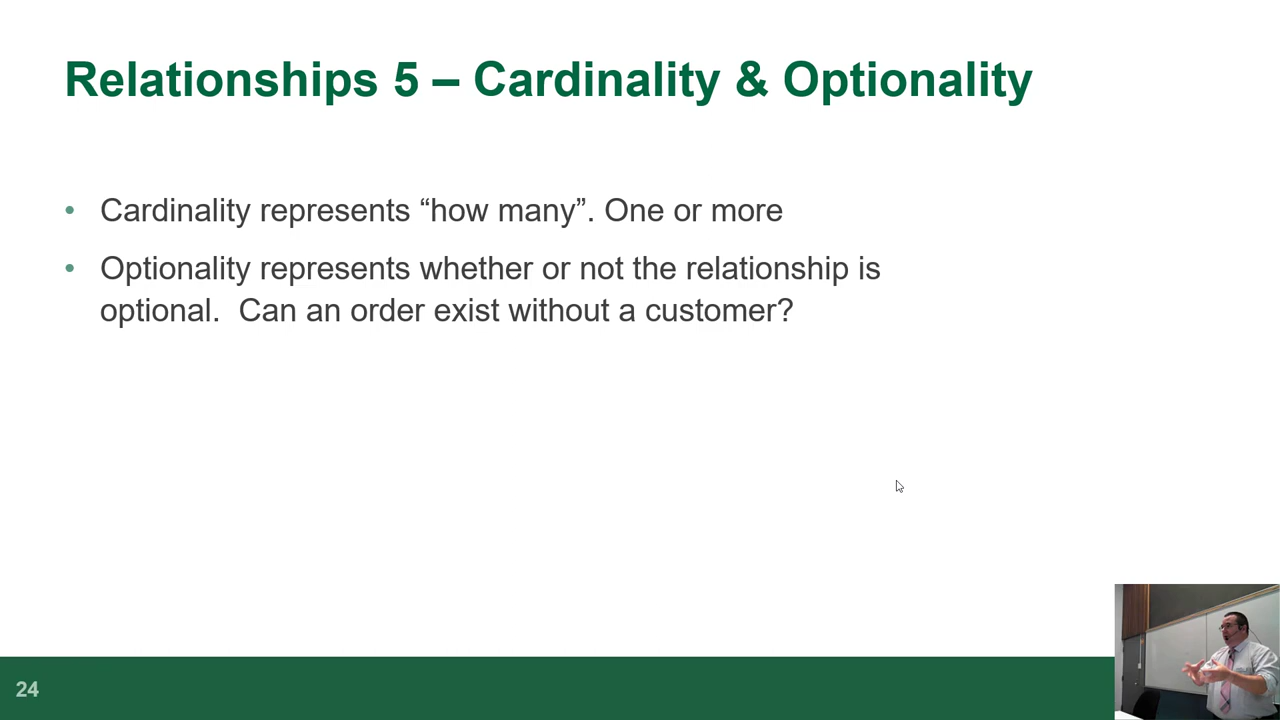 Relationships 5 – Cardinality & Optionality
• Cardinality represents “how many”. One or more
• Optionality represents whether or not the relationship is
optional.  Can an order exist without a customer?
24